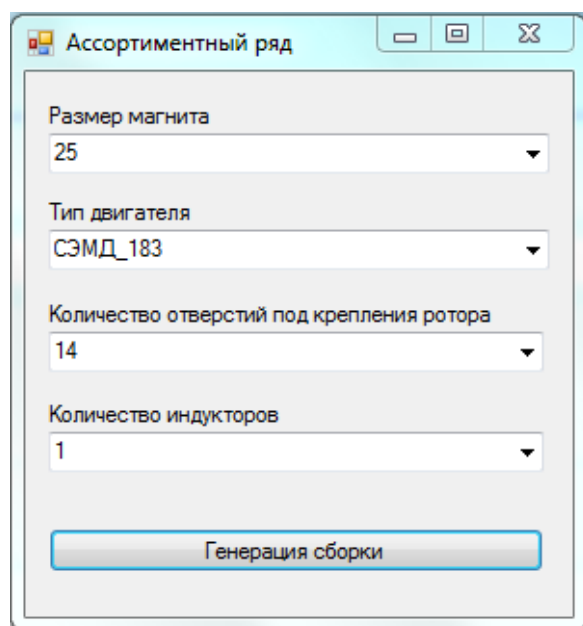 Ассортиментный ряд
Размер магнита
25
Тип двигателя
СЭМД_183
Количество отверстий под крепления ротора
14
Количество индукторов
1
Генерация сборки